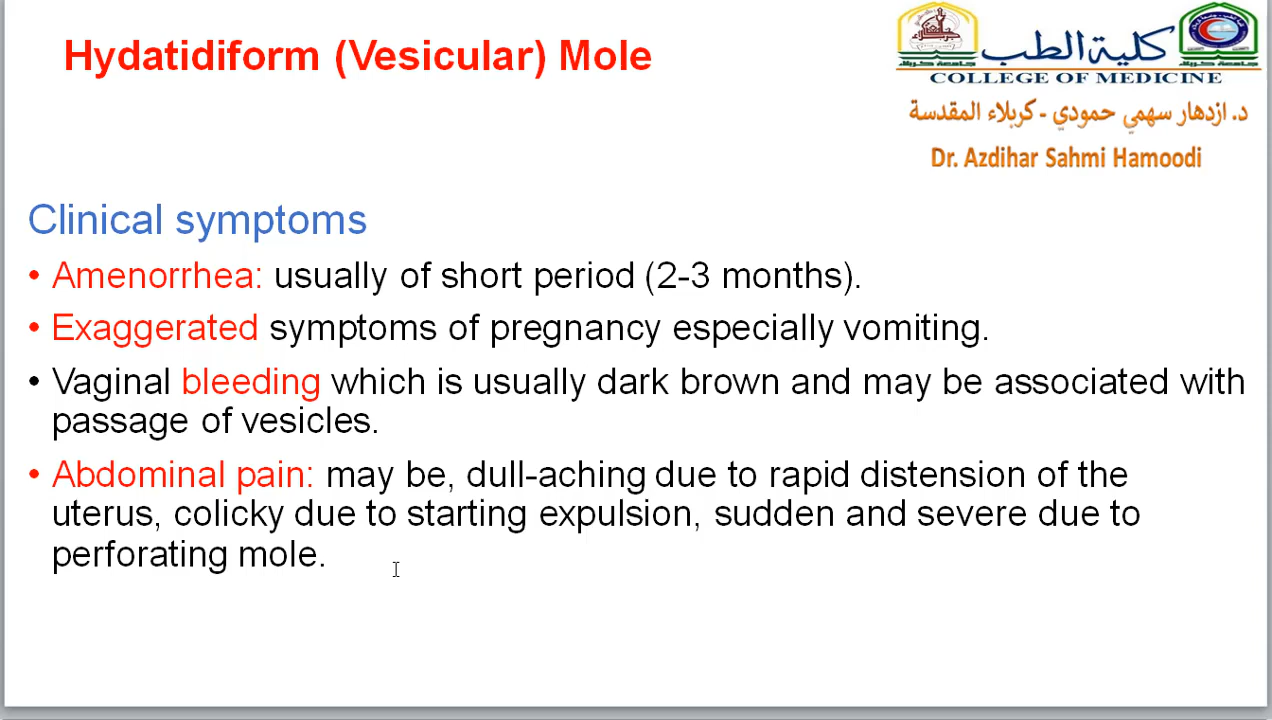 Hydatidiform (Vesicular) Mole
كلية الطب
COLLEGE OF MEDICINE
د. ازدهار سهمي حمودي - كربلاء المقدسة
Dr. Azdihar Sahmi Hamoodi
Clinical symptoms
• Amenorrhea: usually of short period (2-3 months).
• Exaggerated symptoms of pregnancy especially vomiting.
• Vaginal bleeding which is usually dark brown and may be associated with
passage of vesicles.
• Abdominal pain: may be, dull-aching due to rapid distension of the
uterus, colicky due to starting expulsion, sudden and severe due to
perforating mole.